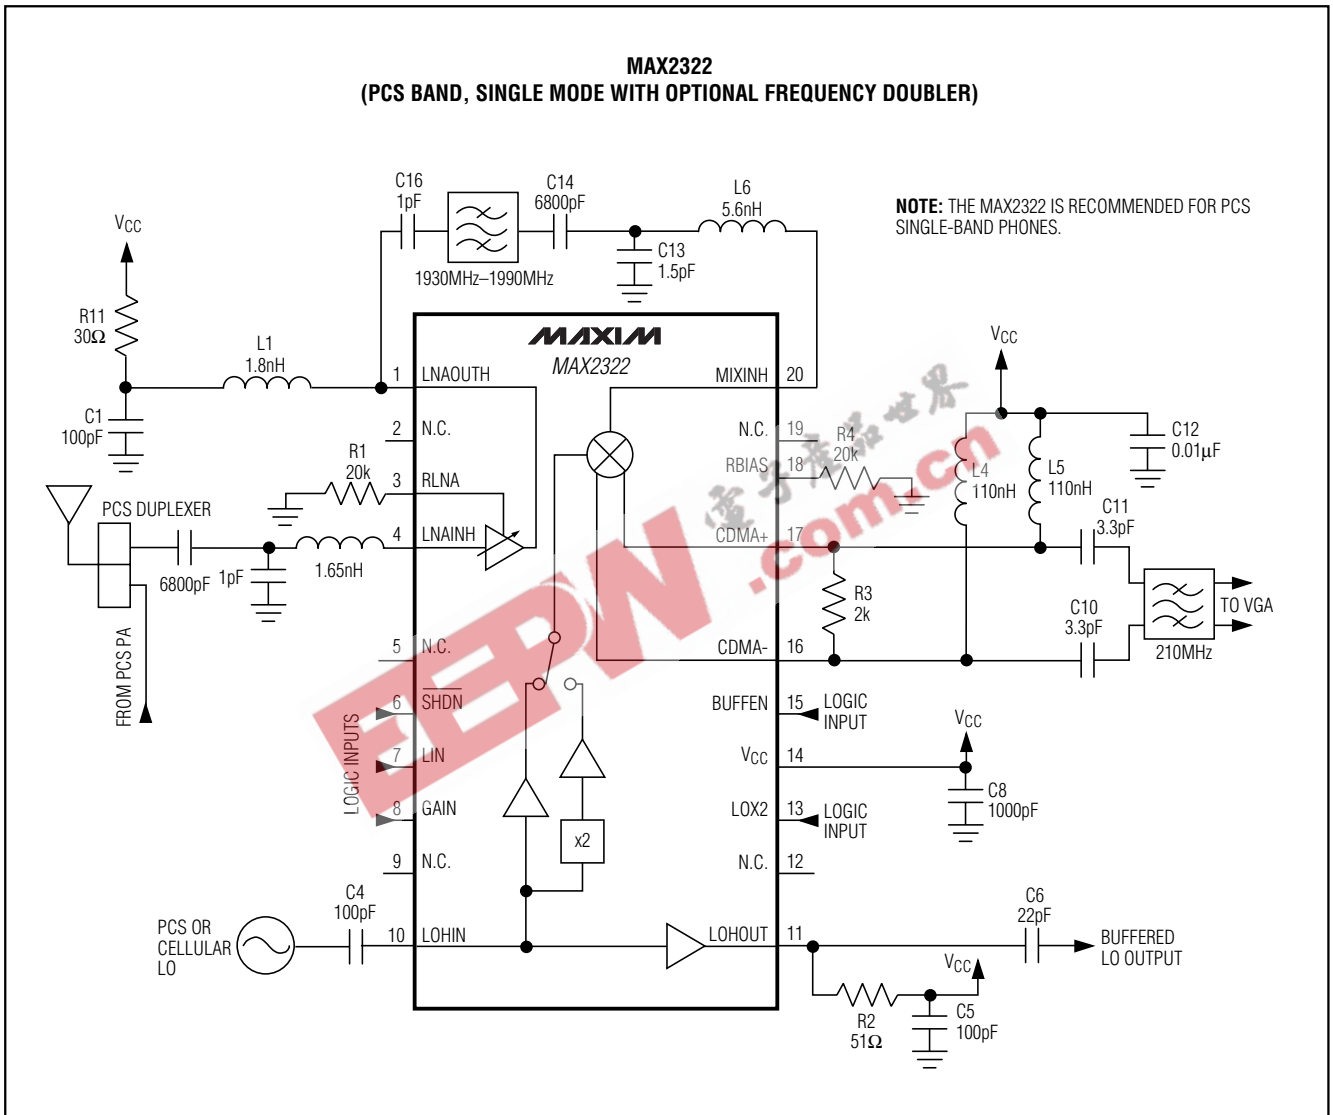 MAX2322
(PCS BAND, SINGLE MODE WITH OPTIONAL FREQUENCY DOUBLER)
NOTE: THE MAX2322 IS RECOMMENDED FOR PCS
SINGLE-BAND PHONES.
C16
1pF
C14
6800pF
L6
5.6nH
C13
1.5pF
1930MHz–1990MHz
VCC
R11
30Ω
L1
1.8nH
C1
100pF
MAXIM
MAX2322
1 LNAOUTH
2 N.C.
R1
20k
3 RLNA
4 LNAINH
PCS DUPLEXER
6800pF
1pF
1.65nH
FROM PCS PA
5 N.C.
6 SHDN
7 LIN
8 GAIN
LOGIC INPUTS
9 N.C.
C4
100pF
10 LOHIN
PCS OR
CELLULAR
LO
x2
MIXINH 20
N.C. 19
RBIAS 18
R4
20k
CDMA+ 17
CDMA- 16
BUFFEN 15
LOGIC
INPUT
VCC 14
LOX2 13
LOGIC
INPUT
N.C. 12
LOHOUT 11
VCC
L4
110nH
L5
110nH
C12
0.01µF
C11
3.3pF
R3
2k
C10
3.3pF
TO VGA
210MHz
VCC
C8
1000pF
C6
22pF
BUFFERED
LO OUTPUT
VCC
R2
51Ω
C5
100pF
EEPW
.com.cn
電子產品世界